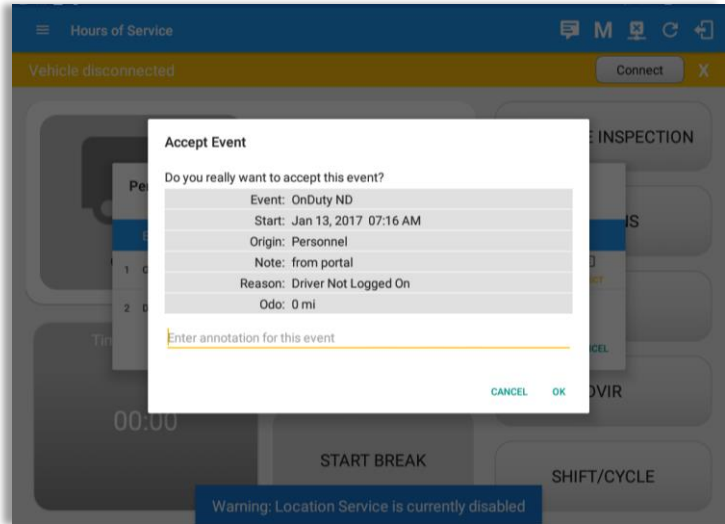 Hours of Service
M
Vehicle disconnected
Connect
X
Accept Event
Do you really want to accept this event?
Event: OnDuty ND
Start: Jan 13, 2017 07:16 AM
Origin: Personnel
Note: from portal
Reason: Driver Not Logged On
Odo: 0 mi
Enter annotation for this event
CANCEL
OK
INSPECTION
1
2
00:00
START BREAK
SHIFT/CYCLE
Warning: Location Service is currently disabled